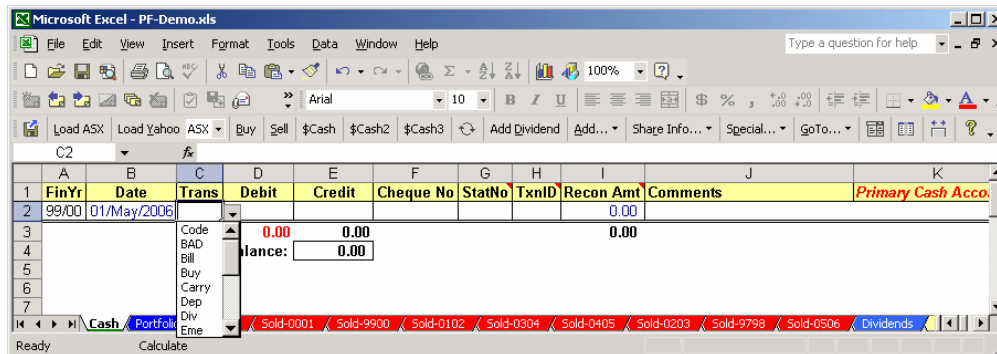 Microsoft Excel - PF-Demo.xls
File Edit View Insert Format Tools Data Window Help Type a question for help
ABC Σ A Z Z A 100% ?
» Arial 10 B I U $ % , .0 .00 .00 .0 A
Load ASX Load Yahoo ASX Buy Sell $Cash $Cash2 $Cash3 Add Dividend Add... Share Info... Special... GoTo... ?
C2 fx
A B C D E F G H I J K
1 FinYr Date Trans Debit Credit Cheque No StatNo TxnID Recon Amt Comments Primary Cash Acco
2 99/00 01/May/2006 0.00
3 Code 0.00 0.00 0.00
4 BAD alance: 0.00
5 Bill
Buy
6 Carry
Dep
7 Div
Cash Portfoli Eme Sold-0001 Sold-9900 Sold-0102 Sold-0304 Sold-0405 Sold-0203 Sold-9798 Sold-0506 Dividends
Ready Calculate